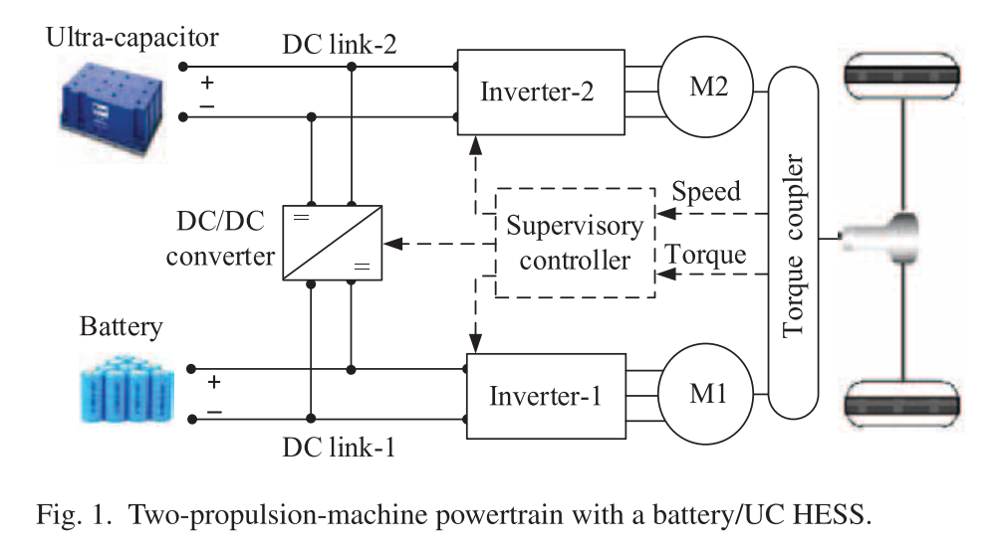 Ultra-capacitor
DC link-2
+
−
Inverter-2
M2
DC/DC
converter
=
=
Supervisory
controller
Speed
Torque
Torque coupler
Battery
+
−
Inverter-1
M1
DC link-1
Fig. 1. Two-propulsion-machine powertrain with a battery/UC HESS.